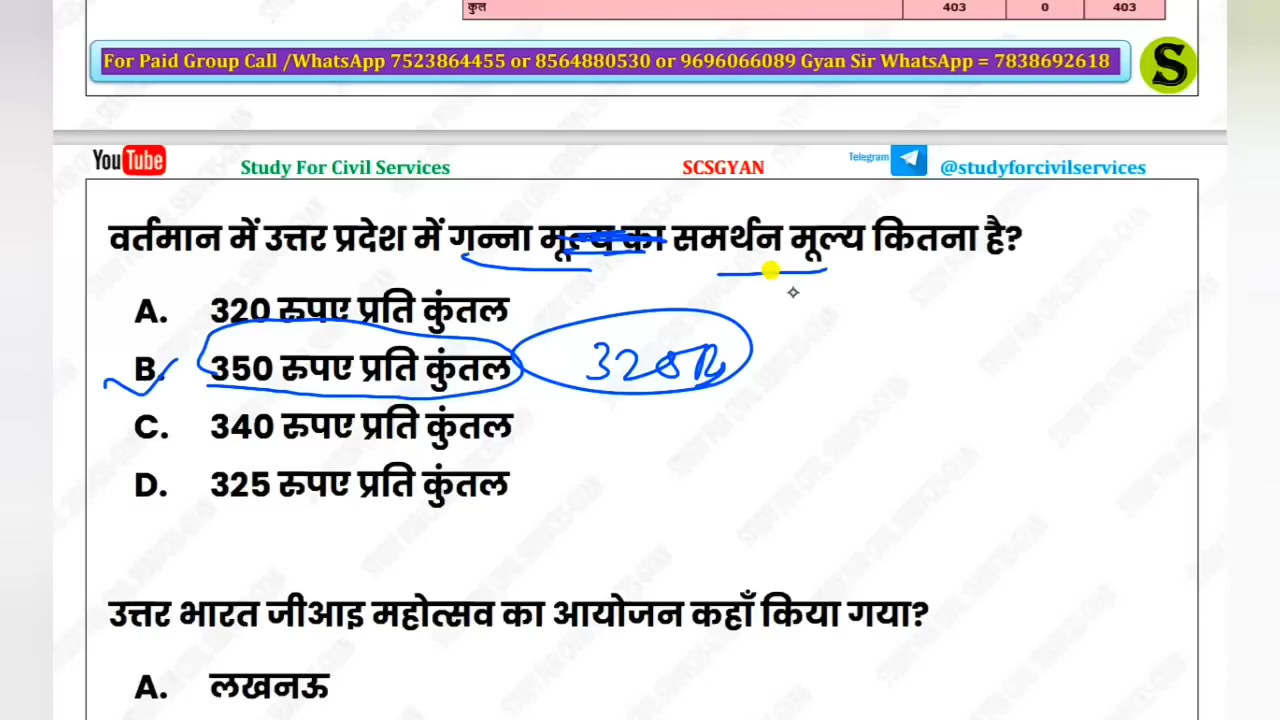 कुल 403 0 403
For Paid Group Call /WhatsApp 7523864455 or 8564880530 or 9696066089 Gyan Sir WhatsApp = 7838692618
S
YouTube Study For Civil Services SCSGYAN Telegram @studyforcivilservices
वर्तमान में उत्तर प्रदेश में गन्ना मूल्य का समर्थन मूल्य कितना है?
A. 320 रुपए प्रति कुंतल
B. 350 रुपए प्रति कुंतल
C. 340 रुपए प्रति कुंतल
D. 325 रुपए प्रति कुंतल
उत्तर भारत जीआइ महोत्सव का आयोजन कहाँ किया गया?
A. लखनऊ